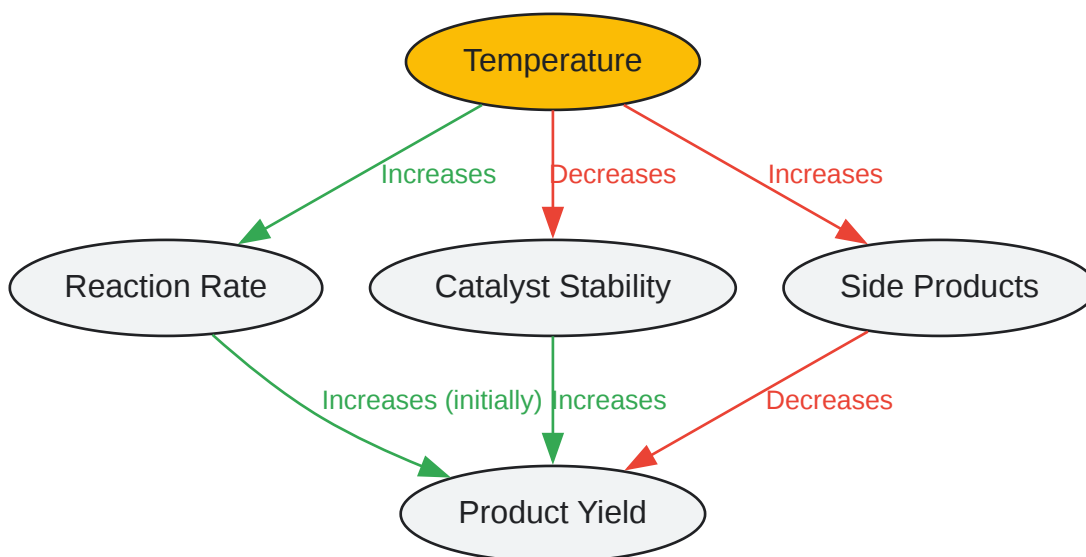 Temperature
Increases
Decreases
Increases
Reaction Rate
Catalyst Stability
Side Products
Increases (initially)
Increases
Decreases
Product Yield